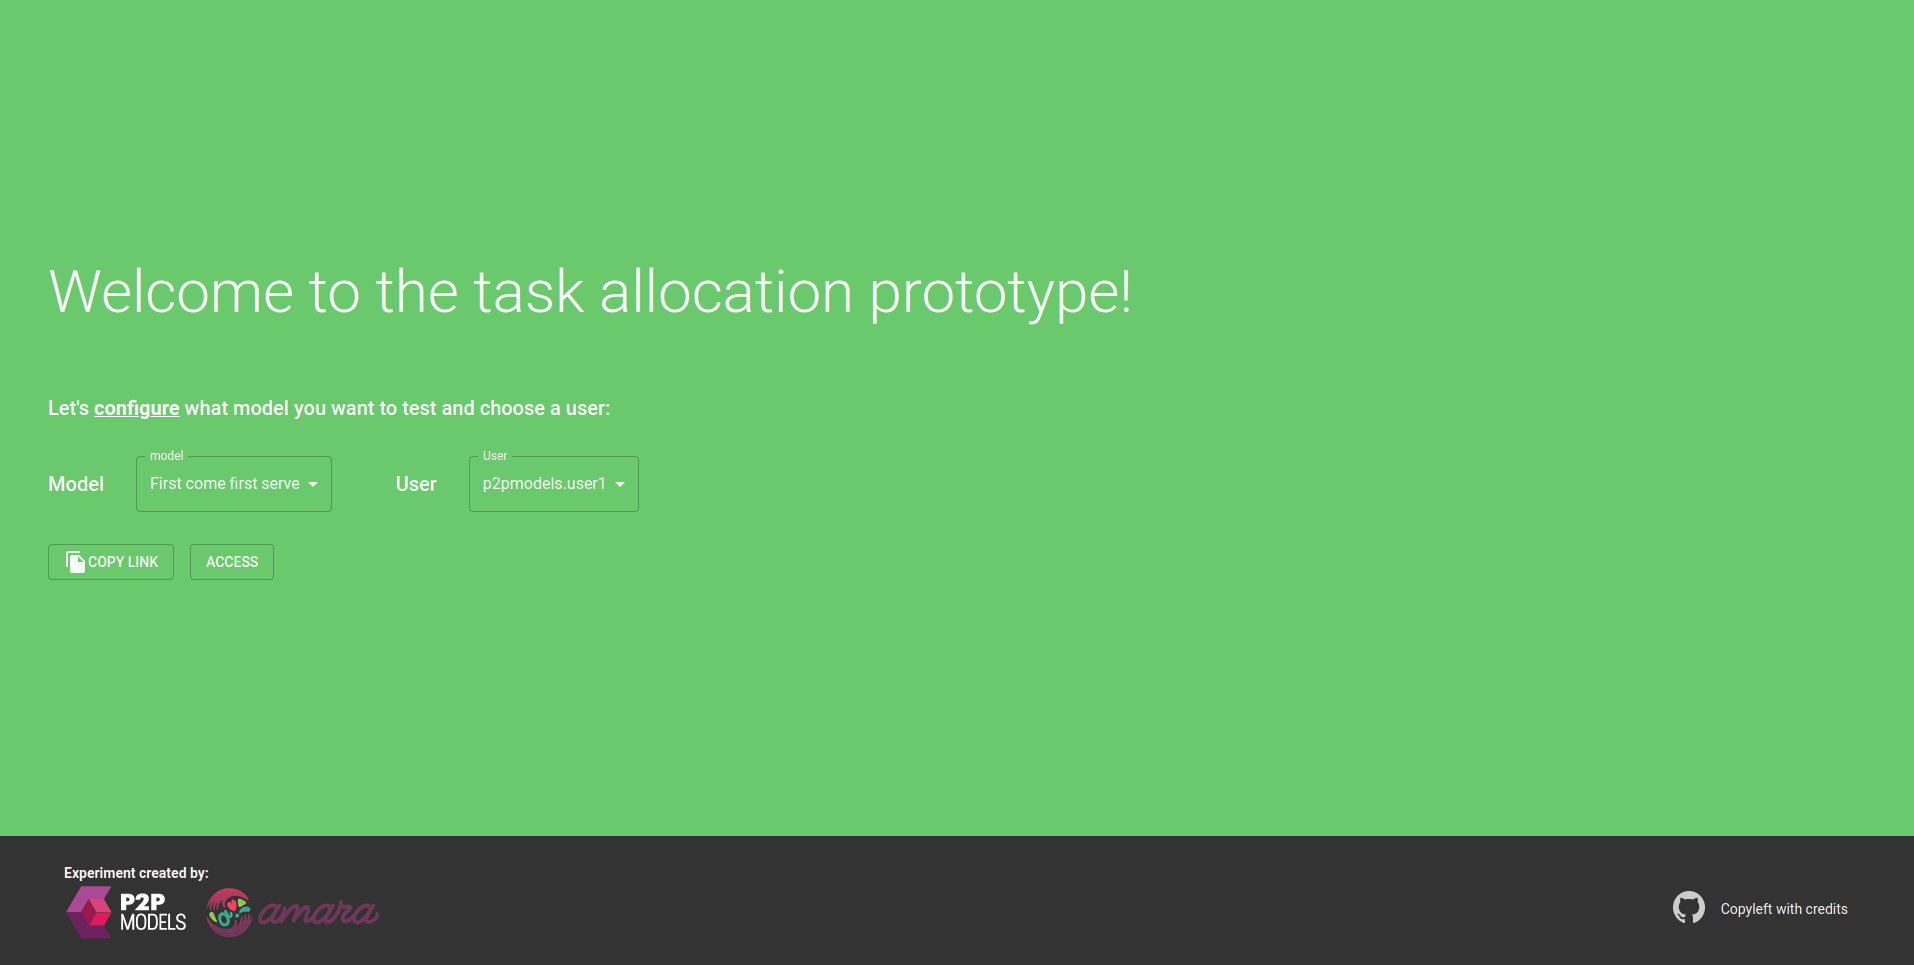 Welcome to the task allocation prototype!
Let's configure what model you want to test and choose a user:
model
User
Model
First come first serve
User
p2pmodels.user1
COPY LINK
ACCESS
Experiment created by:
P2P
MODELS
amara
Copyleft with credits